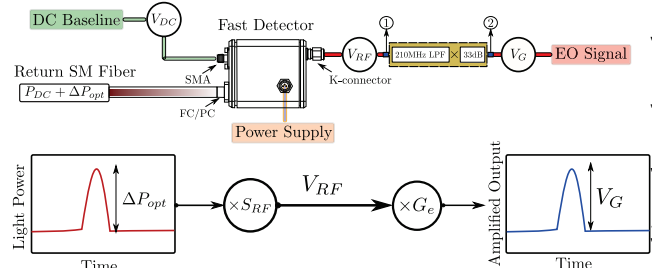 DC Baseline
V_DC
Fast Detector
① ②
SMA
V_RF
210MHz LPF × 33dB
V_G
EO Signal
K-connector
Return SM Fiber
P_DC + ΔP_opt
FC/PC
Power Supply
Light Power
ΔP_opt
Time
×S_RF
V_RF
×G_e
Amplified Output
V_G
Time